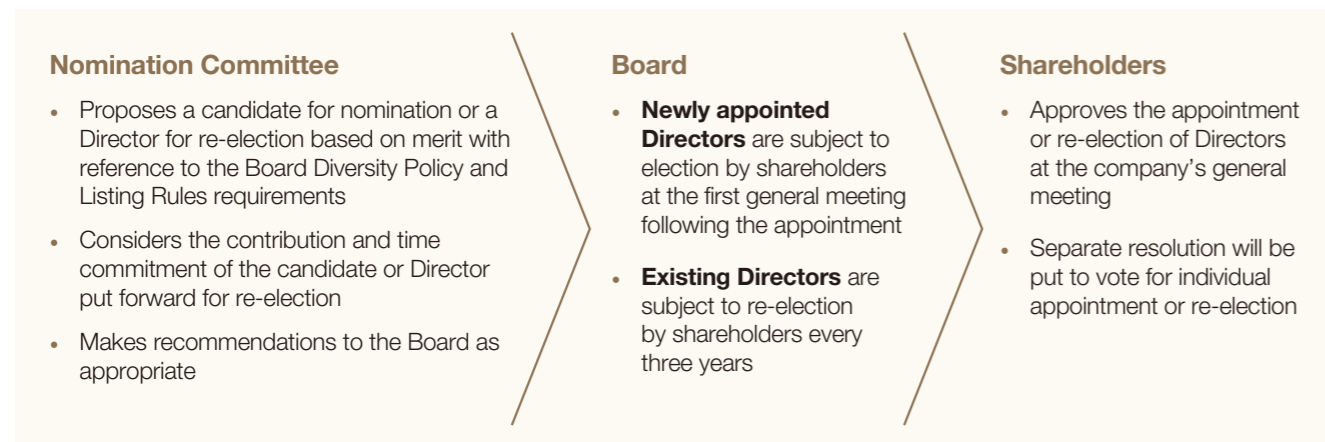 Nomination Committee
• Proposes a candidate for nomination or a
Director for re-election based on merit with
reference to the Board Diversity Policy and
Listing Rules requirements
• Considers the contribution and time
commitment of the candidate or Director
put forward for re-election
• Makes recommendations to the Board as
appropriate
Board
• Newly appointed
Directors are subject to
election by shareholders
at the first general meeting
following the appointment
• Existing Directors are
subject to re-election
by shareholders every
three years
Shareholders
• Approves the appointment
or re-election of Directors
at the company’s general
meeting
• Separate resolution will be
put to vote for individual
appointment or re-election